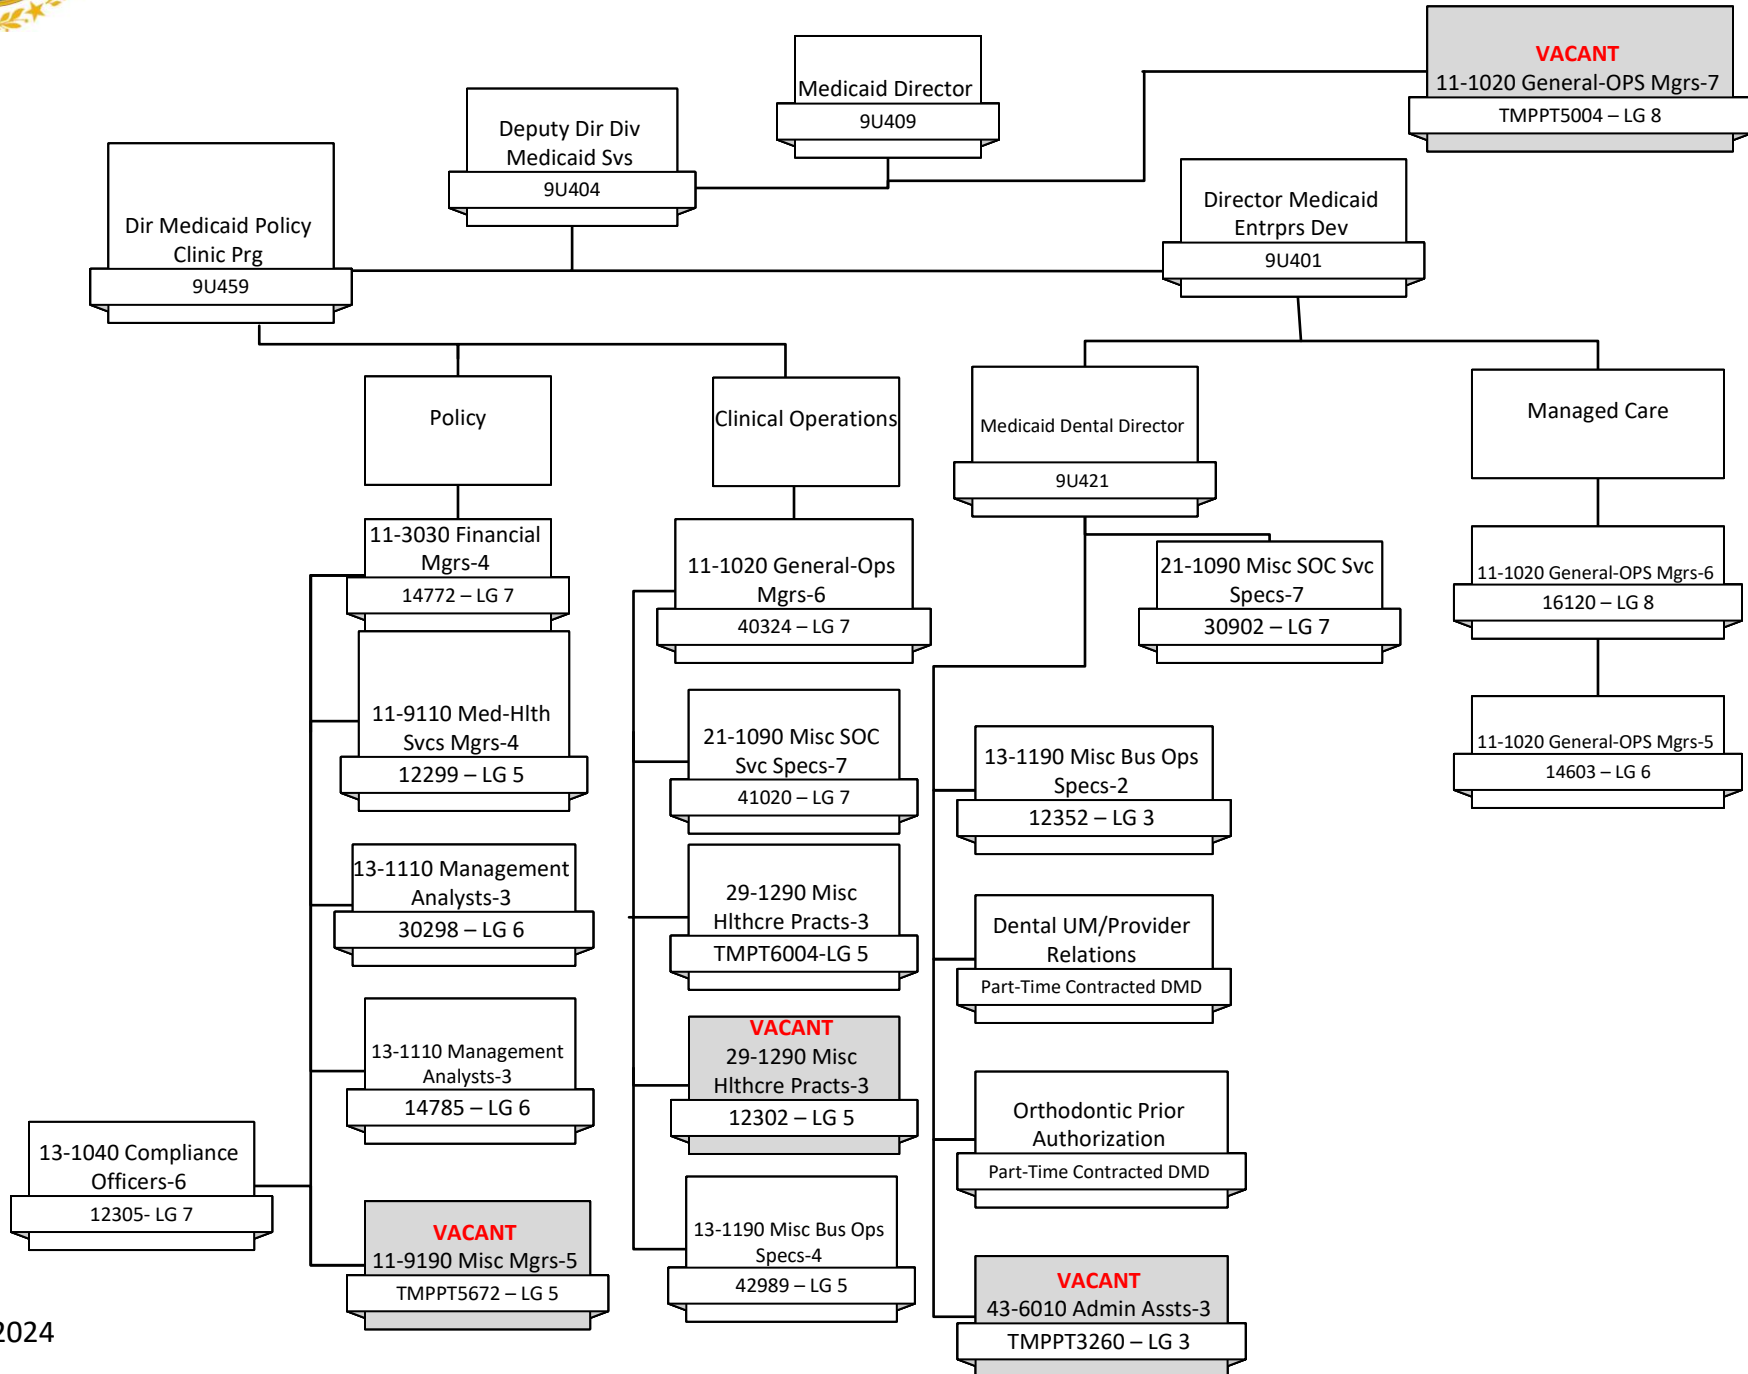 VACANT
11-1020 General-OPS Mgrs-7
TMPPT5004 – LG 8
Medicaid Director
9U409
Deputy Dir Div
Medicaid Svs
9U404
Dir Medicaid Policy
Clinic Prg
9U459
Director Medicaid
Entrprs Dev
9U401
Policy
Clinical Operations
Medicaid Dental Director
9U421
Managed Care
11-3030 Financial
Mgrs-4
14772 – LG 7
11-9110 Med-Hlth
Svcs Mgrs-4
12299 – LG 5
13-1110 Management
Analysts-3
30298 – LG 6
13-1110 Management
Analysts-3
14785 – LG 6
13-1040 Compliance
Officers-6
12305- LG 7
VACANT
11-9190 Misc Mgrs-5
TMPPT5672 – LG 5
11-1020 General-Ops
Mgrs-6
40324 – LG 7
21-1090 Misc SOC
Svc Specs-7
41020 – LG 7
29-1290 Misc
Hlthcre Practs-3
TMPT6004-LG 5
VACANT
29-1290 Misc
Hlthcre Practs-3
12302 – LG 5
13-1190 Misc Bus Ops
Specs-4
42989 – LG 5
21-1090 Misc SOC Svc
Specs-7
30902 – LG 7
13-1190 Misc Bus Ops
Specs-2
12352 – LG 3
Dental UM/Provider
Relations
Part-Time Contracted DMD
Orthodontic Prior
Authorization
Part-Time Contracted DMD
VACANT
43-6010 Admin Assts-3
TMPPT3260 – LG 3
11-1020 General-OPS Mgrs-6
16120 – LG 8
11-1020 General-OPS Mgrs-5
14603 – LG 6
2024